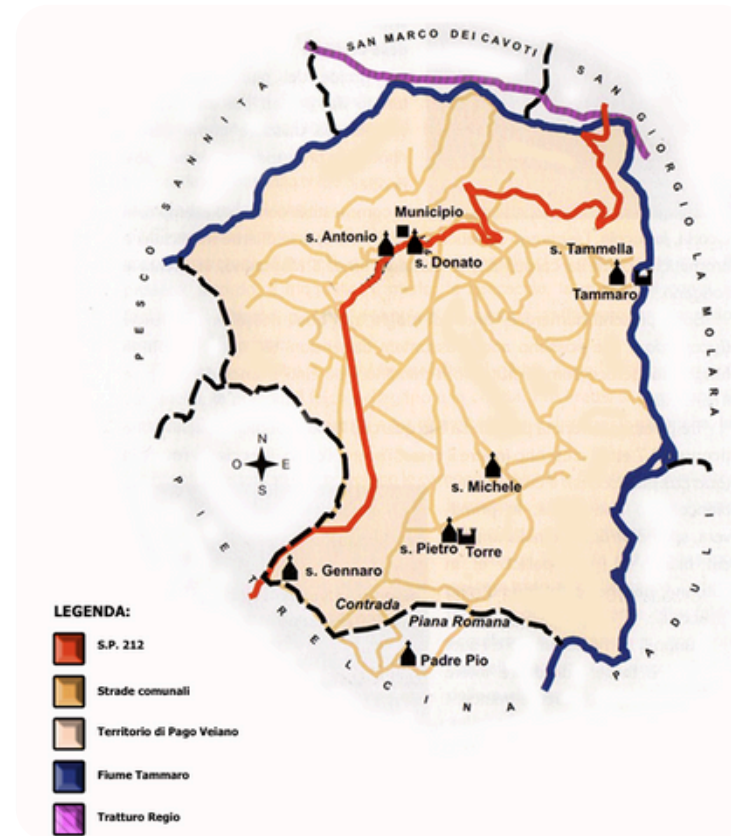 SAN MARCO DEI CAVOTI
SAN GIORGIO LA MOLARA
PESCO SANNITA
Municipio
s. Antonio
s. Donato
s. Tammella
Tammaro
N
O E
S
s. Michele
s. Pietro Torre
s. Gennaro
PADULI
PIETRELCINA
Contrada
Piana Romana
Padre Pio
LEGENDA:
S.P. 212
Strade comunali
Territorio di Pago Veiano
Fiume Tammaro
Tratturo Regio